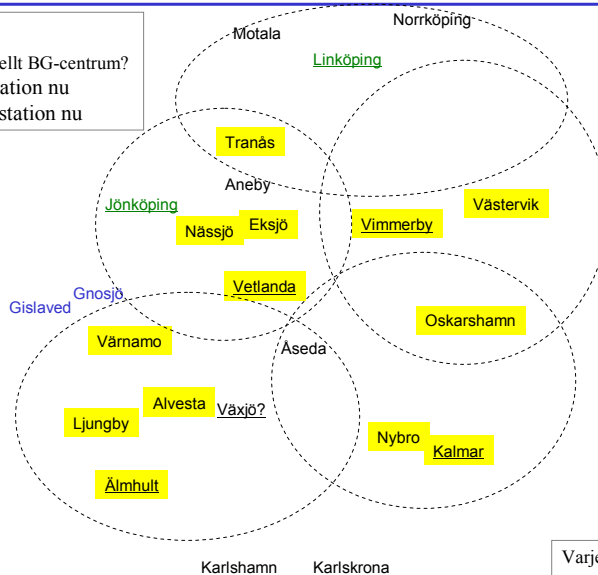 Norrköping
Motala
Linköping
ellt BG-centrum?
ation nu
station nu
Tranås
Aneby
Jönköping
Nässjö Eksjö
Vimmerby
Västervik
Vetlanda
Gnosjö
Gislaved
Oskarshamn
Värnamo
Åseda
Alvesta Växjö?
Ljungby
Nybro
Kalmar
Älmhult
Karlshamn Karlskrona
Varje